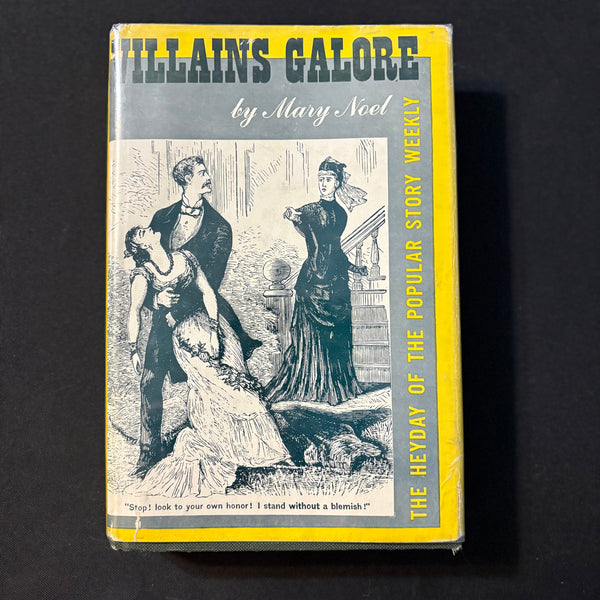 VILLAINS GALORE
by Mary Noel
THE HEYDAY OF THE POPULAR STORY WEEKLY
"Stop! look to your own honor! I stand without a blemish!"